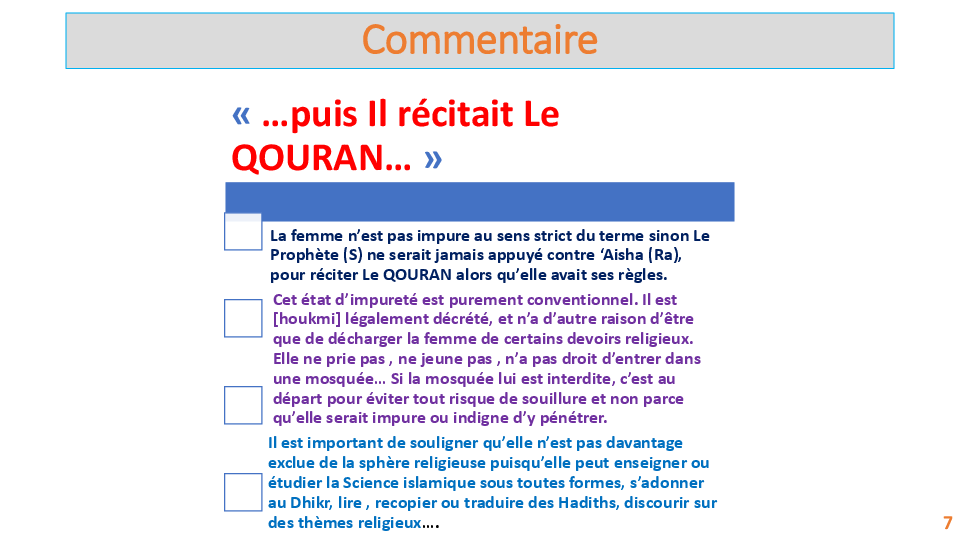 Commentaire
« …puis Il récitait Le
QOURAN… »
La femme n’est pas impure au sens strict du terme sinon Le
Prophète (S) ne serait jamais appuyé contre ‘Aisha (Ra),
pour réciter Le QOURAN alors qu’elle avait ses règles.
Cet état d’impureté est purement conventionnel. Il est
[houkmi] légalement décrété, et n’a d’autre raison d’être
que de décharger la femme de certains devoirs religieux.
Elle ne prie pas , ne jeune pas , n’a pas droit d’entrer dans
une mosquée… Si la mosquée lui est interdite, c’est au
départ pour éviter tout risque de souillure et non parce
qu’elle serait impure ou indigne d’y pénétrer.
Il est important de souligner qu’elle n’est pas davantage
exclue de la sphère religieuse puisqu’elle peut enseigner ou
étudier la Science islamique sous toutes formes, s’adonner
au Dhikr, lire , recopier ou traduire des Hadiths, discourir sur
des thèmes religieux….
7